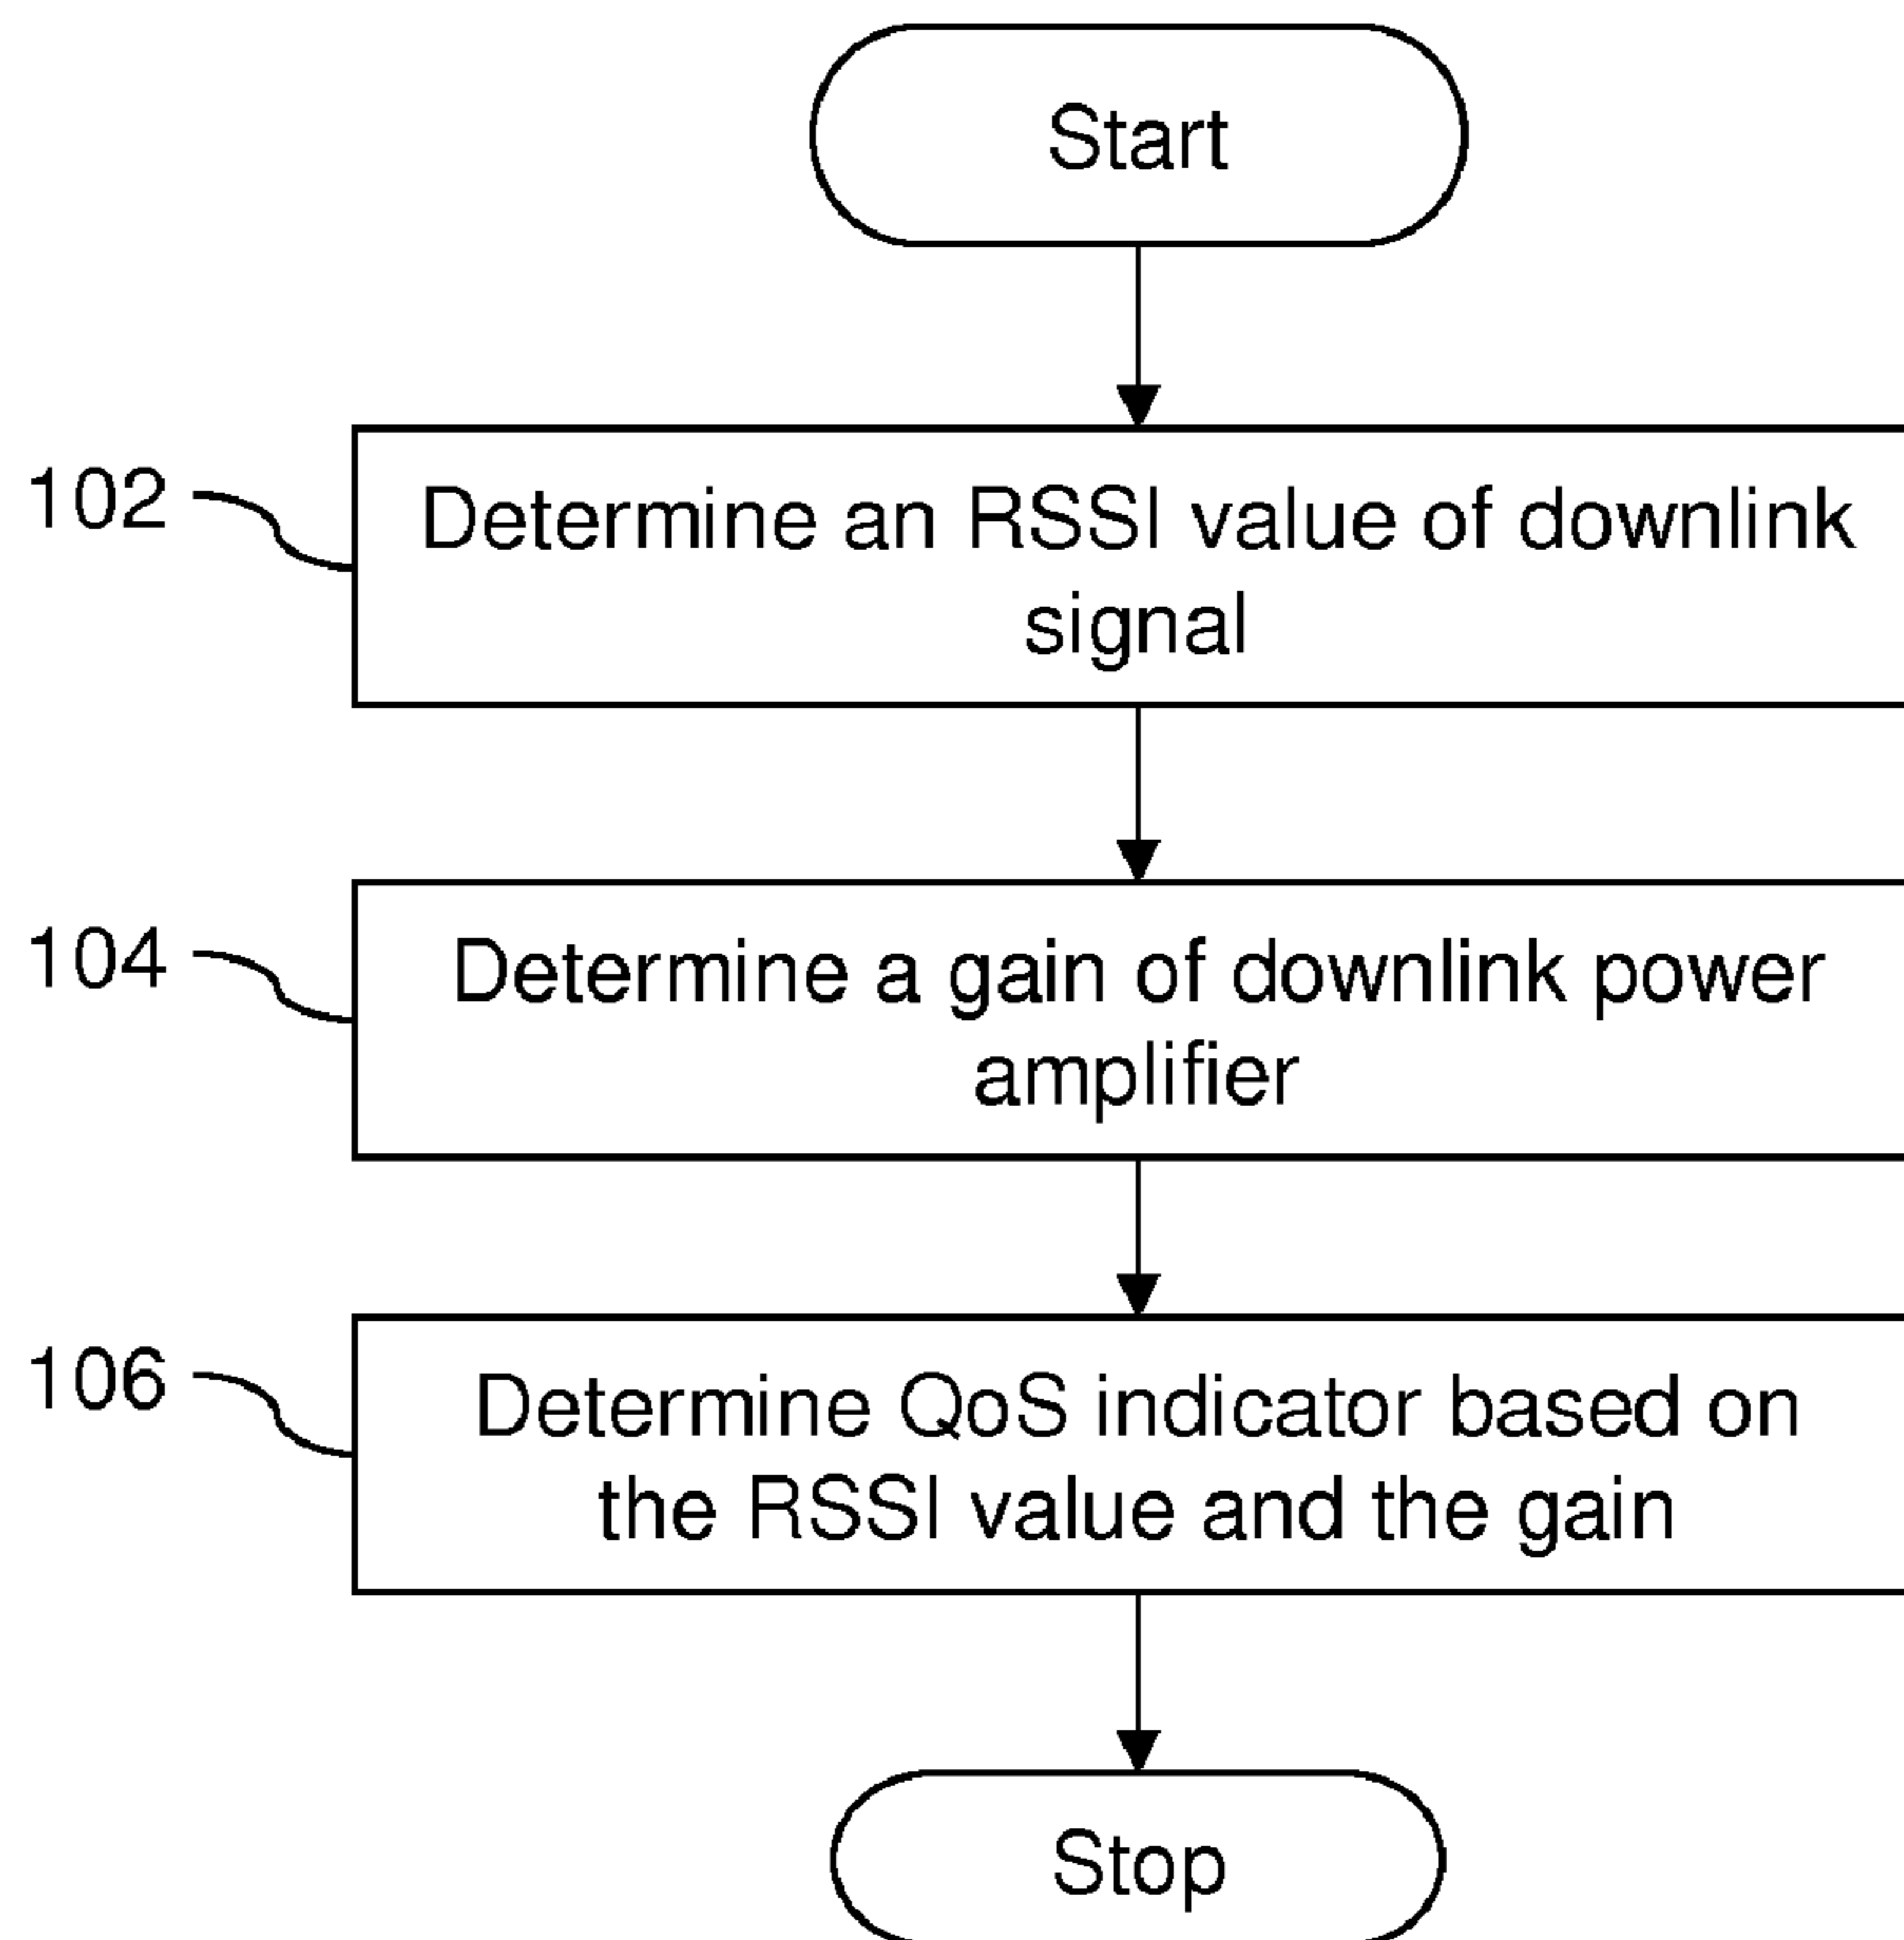 Start
102
Determine an RSSI value of downlink
signal
104
Determine a gain of downlink power
amplifier
106
Determine QoS indicator based on
the RSSI value and the gain
Stop